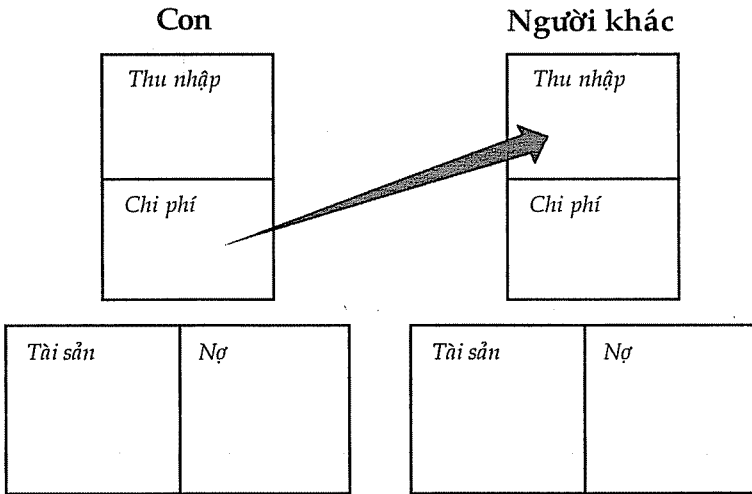 Con
Thu nhập
Chi phí
Tài sản
Nợ
Người khác
Thu nhập
Chi phí
Tài sản
Nợ